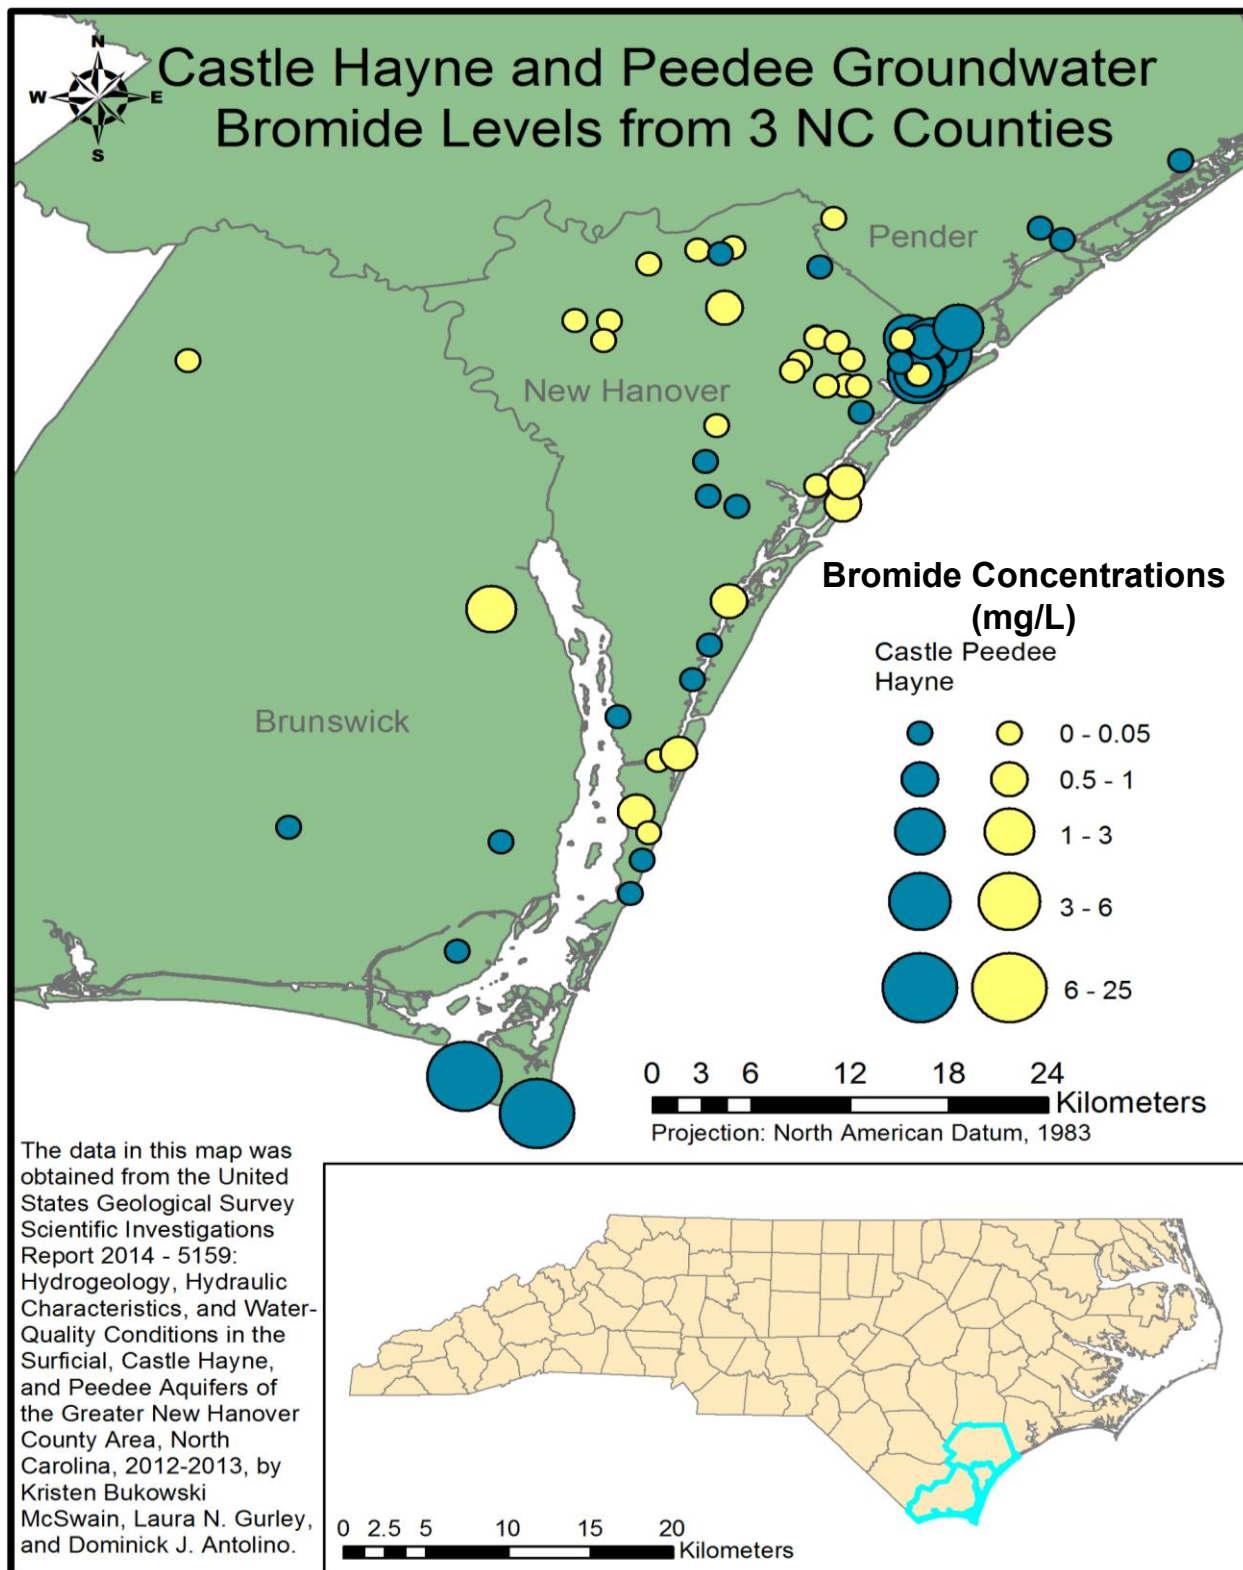 N
W
E
S
Castle Hayne and Peedee Groundwater
Bromide Levels from 3 NC Counties
Pender
New Hanover
Brunswick
Bromide Concentrations
(mg/L)
Castle Peedee
Hayne
0 - 0.05
0.5 - 1
1 - 3
3 - 6
6 - 25
0 3 6 12 18 24
Kilometers
Projection: North American Datum, 1983
The data in this map was
obtained from the United
States Geological Survey
Scientific Investigations
Report 2014 - 5159:
Hydrogeology, Hydraulic
Characteristics, and Water-
Quality Conditions in the
Surficial, Castle Hayne,
and Peedee Aquifers of
the Greater New Hanover
County Area, North
Carolina, 2012-2013, by
Kristen Bukowski
McSwain, Laura N. Gurley,
and Dominick J. Antolino.
0 2.5 5 10 15 20
Kilometers